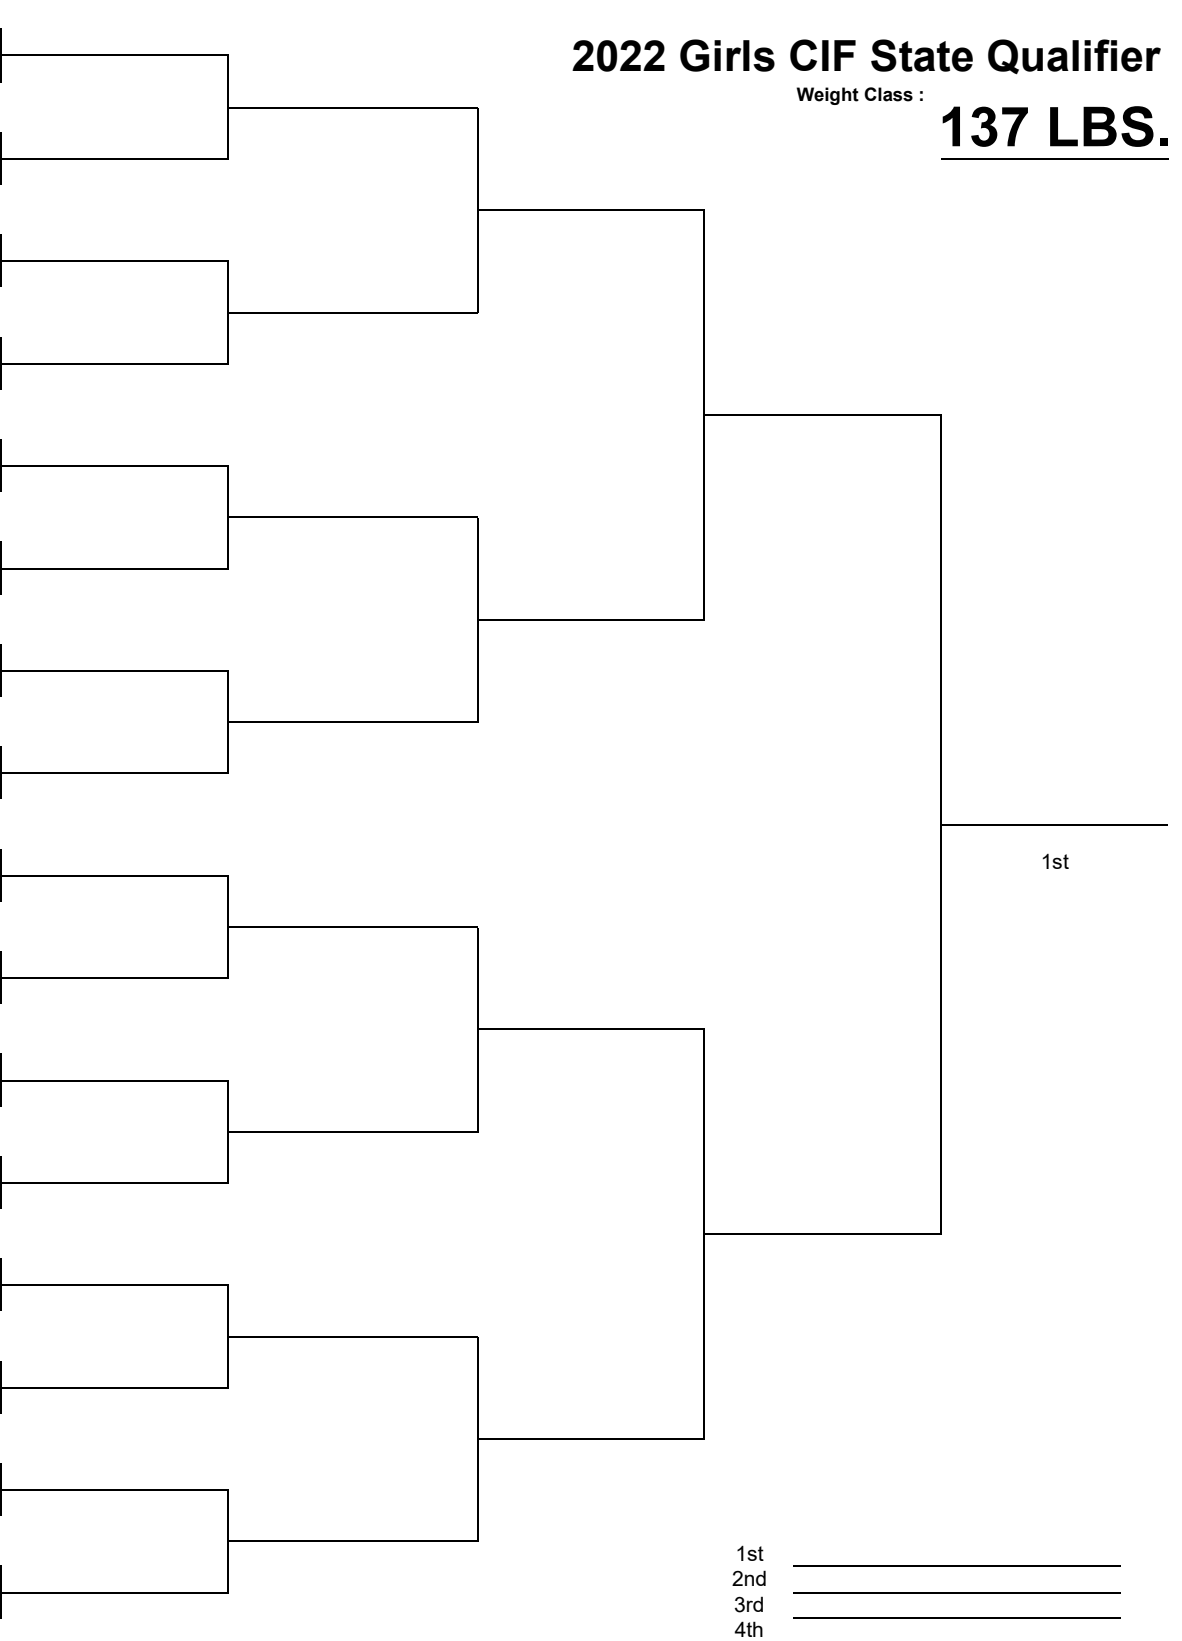 2022 Girls CIF State Qualifier
Weight Class :
137 LBS.
1st
1st
2nd
3rd
4th